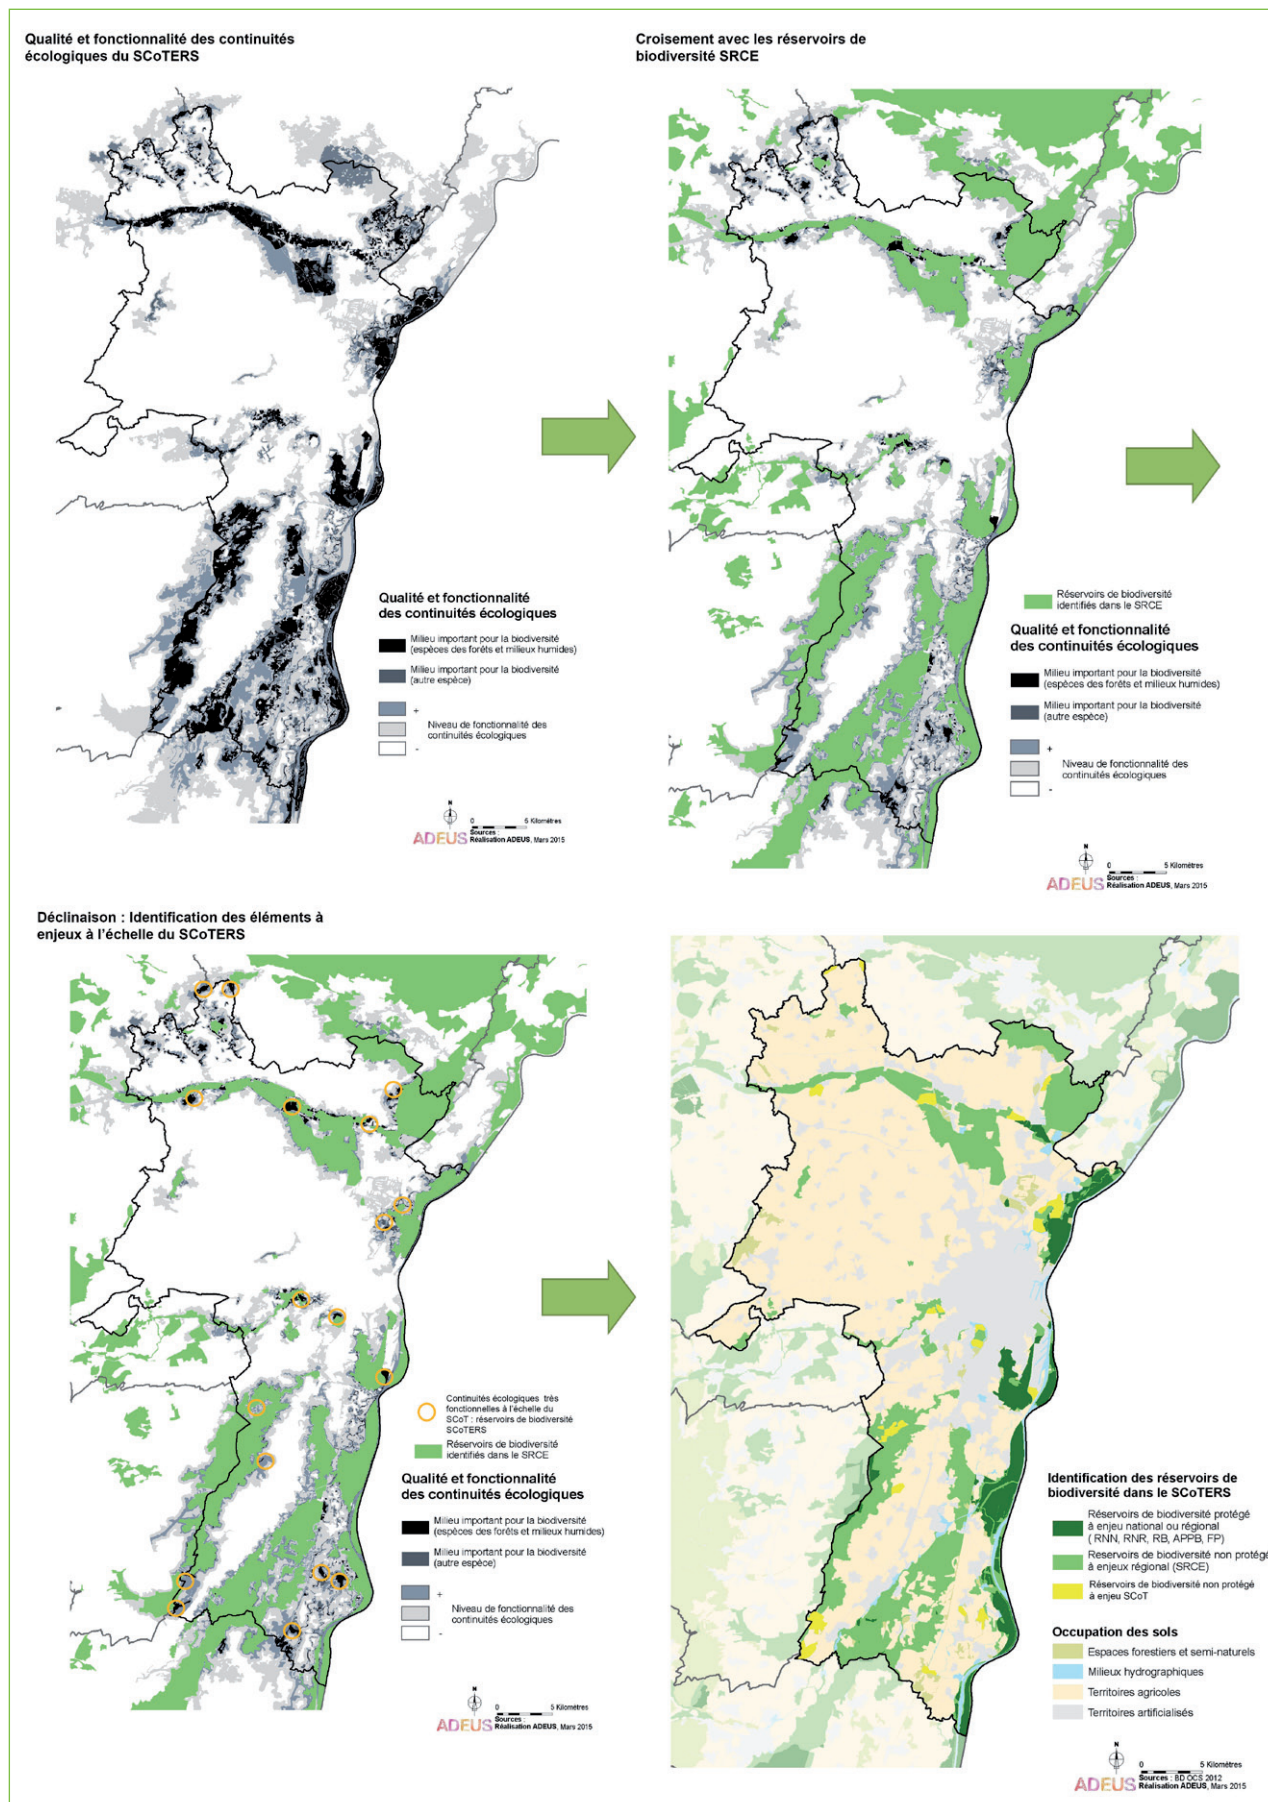 Qualité et fonctionnalité des continuités
écologiques du SCoTERS
Qualité et fonctionnalité
des continuités écologiques
Milieu important pour la biodiversité
(espèces des forêts et milieux humides)
Milieu important pour la biodiversité
(autre espèce)
+
Niveau de fonctionnalité des
continuités écologiques
-
N
0 5 Kilomètres
ADEUS
Sources :
Réalisation ADEUS, Mars 2015
Croisement avec les réservoirs de
biodiversité SRCE
Réservoirs de biodiversité
identifiés dans le SRCE
Qualité et fonctionnalité
des continuités écologiques
Milieu important pour la biodiversité
(espèces des forêts et milieux humides)
Milieu important pour la biodiversité
(autre espèce)
+
Niveau de fonctionnalité des
continuités écologiques
-
N
0 5 Kilomètres
ADEUS
Sources :
Réalisation ADEUS, Mars 2015
Déclinaison : Identification des éléments à
enjeux à l'échelle du SCoTERS
Continuités écologiques très
fonctionnelles à l'échelle du
SCoT : réservoirs de biodiversité
SCOTERS
Réservoirs de biodiversité
identifiés dans le SRCE
Qualité et fonctionnalité
des continuités écologiques
Milieu important pour la biodiversité
(espèces des forêts et milieux humides)
Milieu important pour la biodiversité
(autre espèce)
+
Niveau de fonctionnalité des
continuités écologiques
-
N
0 5 Kilomètres
ADEUS
Sources :
Réalisation ADEUS, Mars 2015
Identification des réservoirs de
biodiversité dans le SCoTERS
Réservoirs de biodiversité protégé
à enjeu national ou régional
( RNN, RNR, RB, APPB, FP)
Reservoirs de biodiversité non protégé
à enjeux régional (SRCE)
Réservoirs de biodiversité non protégé
à enjeu SCoT
Occupation des sols
Espaces forestiers et semi-naturels
Milieux hydrographiques
Territoires agricoles
Territoires artificialisés
N
0 5 Kilomètres
ADEUS
Sources : BD OCS 2012
Réalisation ADEUS, Mars 2015